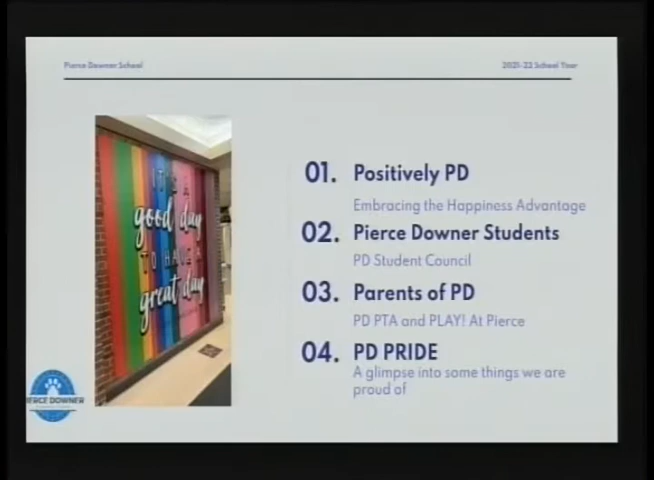 Pierce Downer School
2021-22 School Year
IT'S A
good day
TO HAVE A
great day
01. Positively PD
Embracing the Happiness Advantage
02. Pierce Downer Students
PD Student Council
03. Parents of PD
PD PTA and PLAY! At Pierce
04. PD PRIDE
A glimpse into some things we are
proud of
IERCE DOWNER